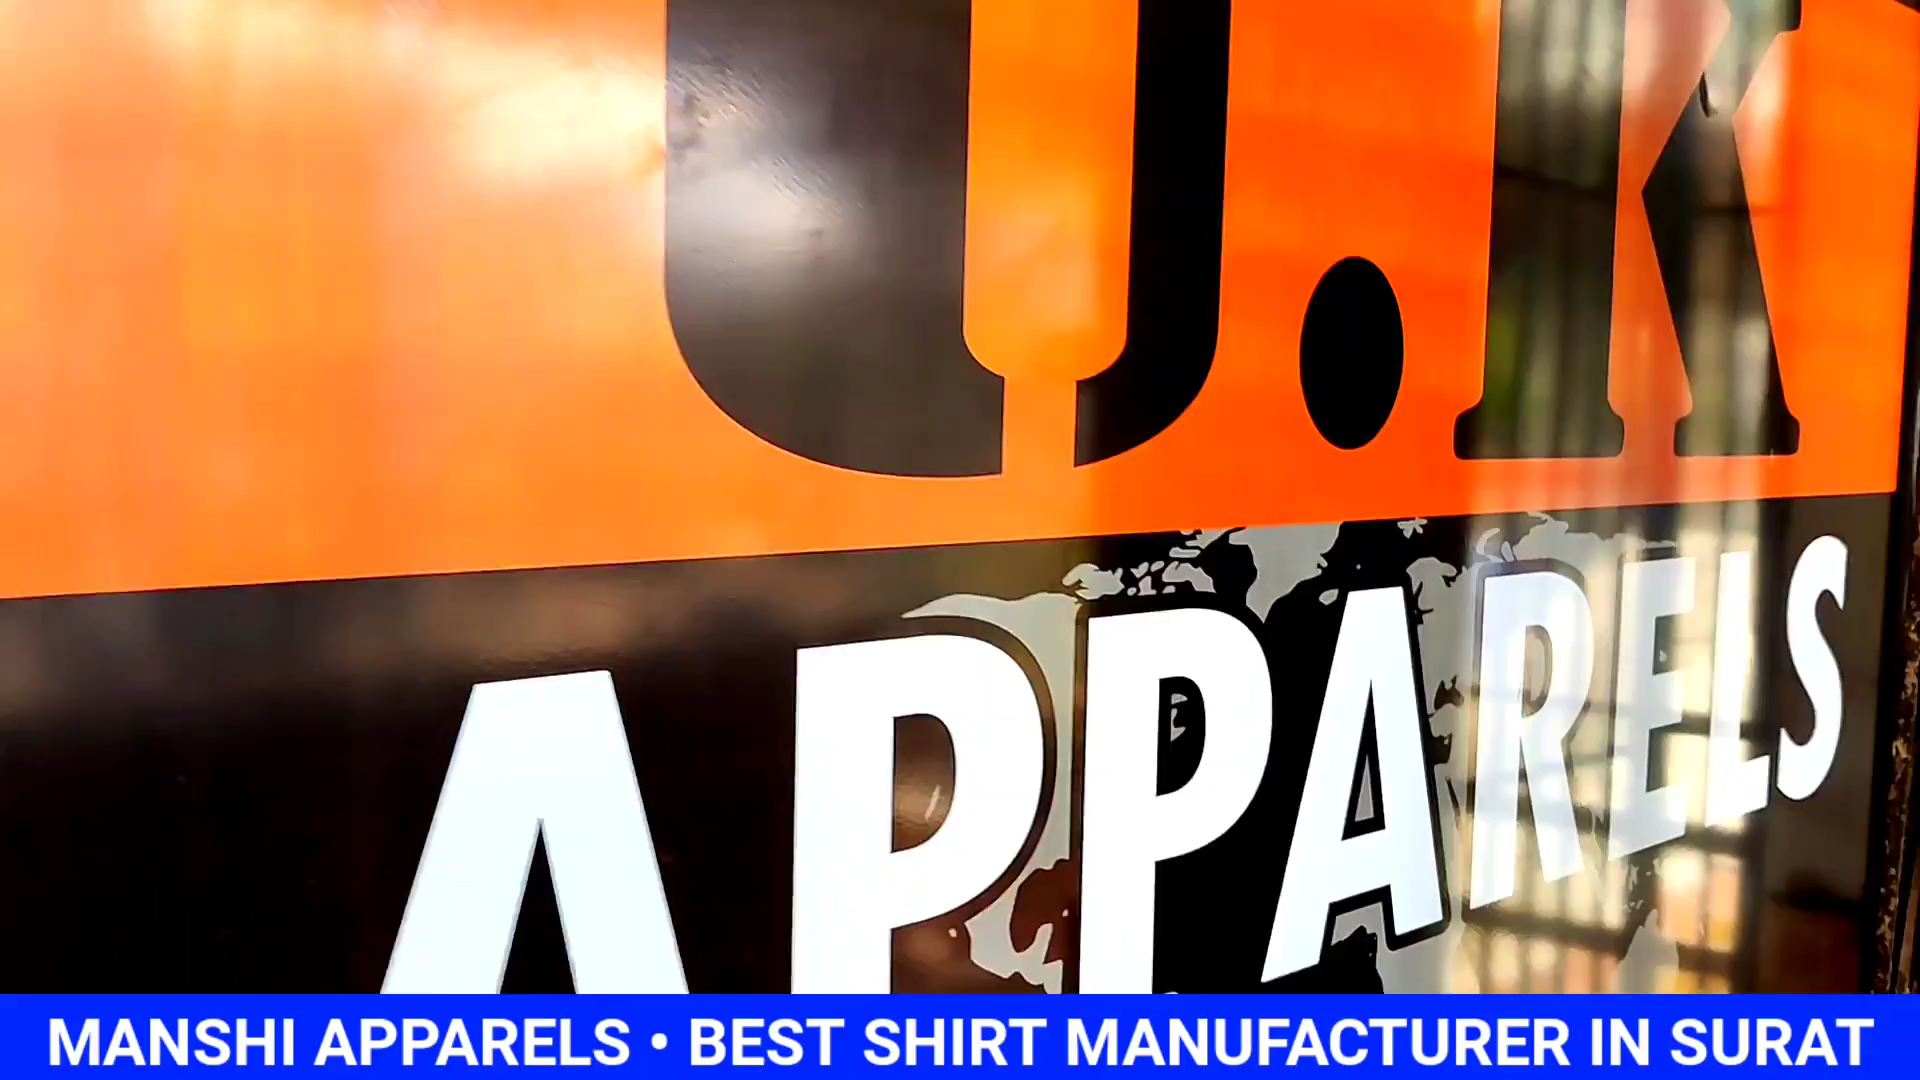 U.K
APPARELS
MANSHI APPARELS • BEST SHIRT MANUFACTURER IN SURAT